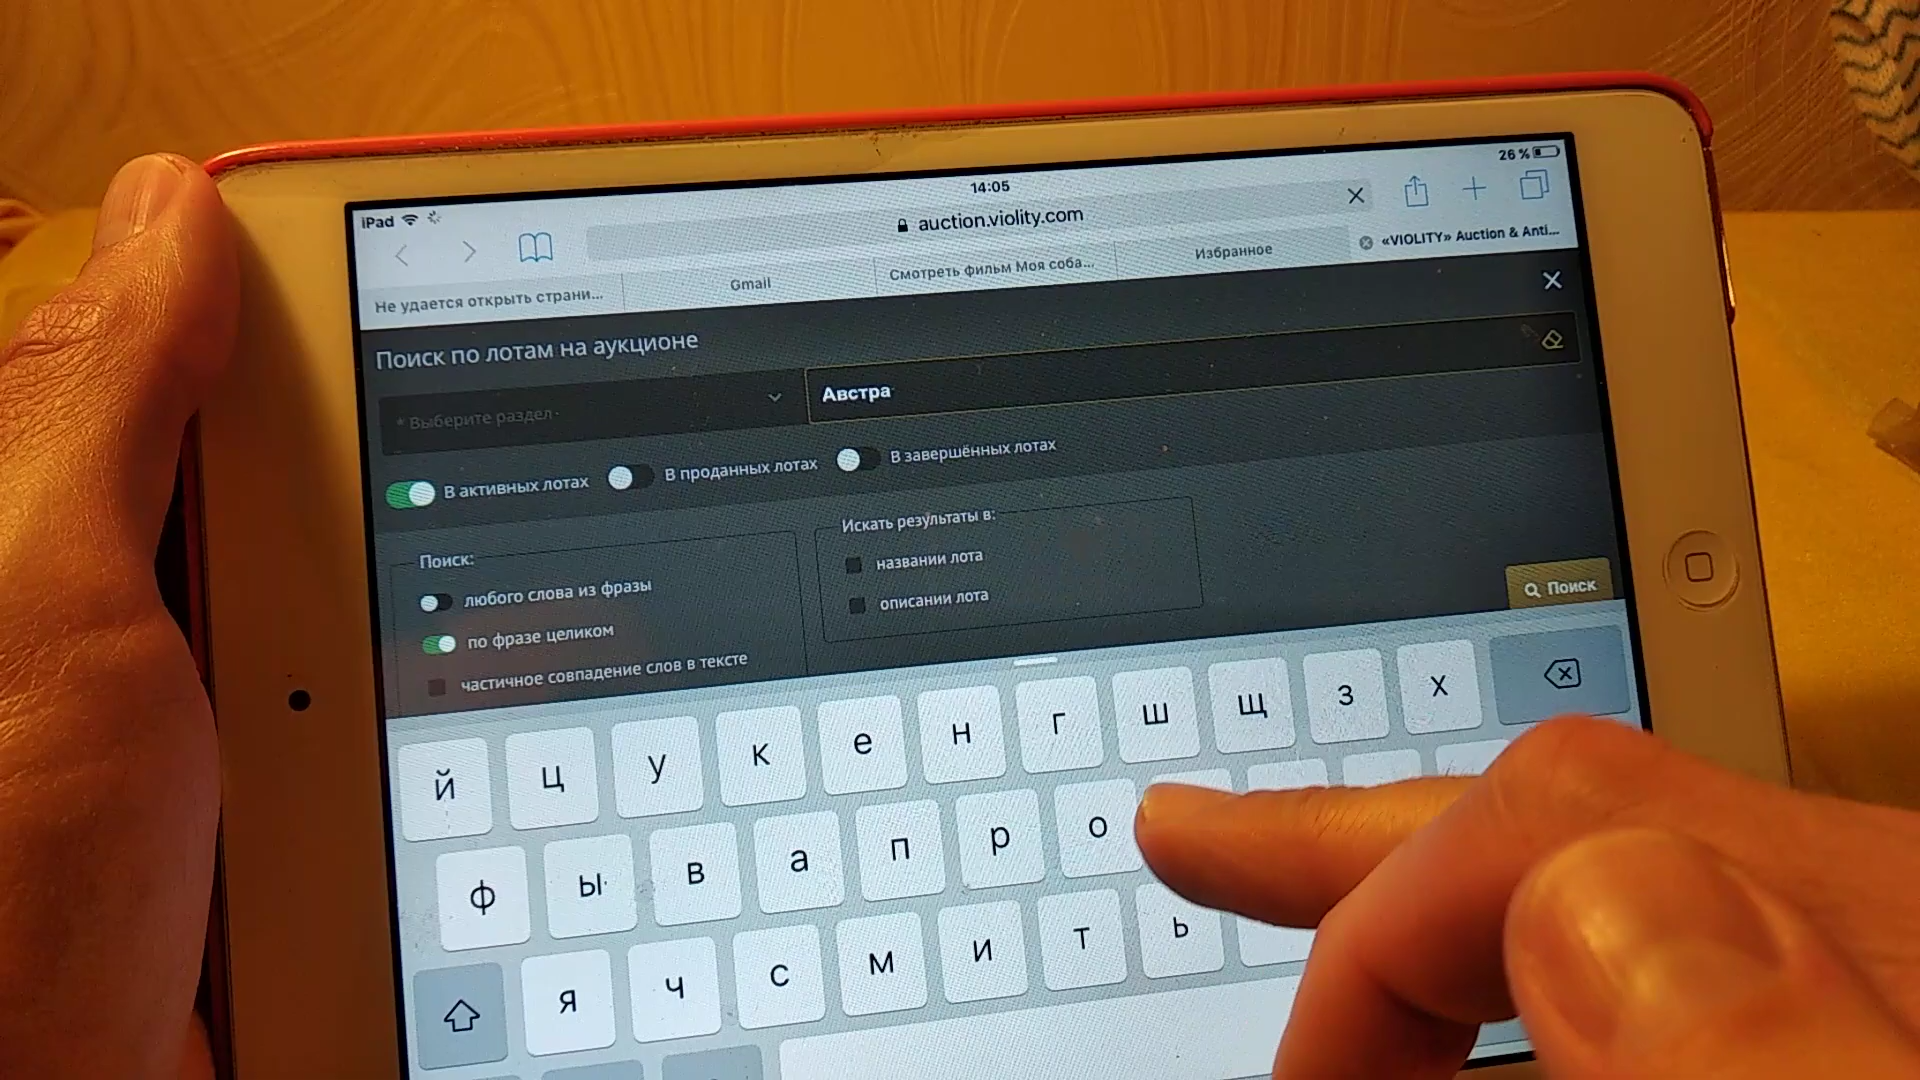 iPad
14:05
26 %
auction.violity.com
Не удается открыть страни...
Gmail
Смотреть фильм Моя соба...
Избранное
«VIOLITY» Auction & Anti...
Поиск по лотам на аукционе
* Выберите раздел
Австра
В активных лотах
В проданных лотах
В завершённых лотах
Поиск:
любого слова из фразы
по фразе целиком
частичное совпадение слов в тексте
Искать результаты в:
названии лота
описании лота
Поиск
й ц у к е н г ш щ з х
ф ы в а п р о
я ч с м и т ь